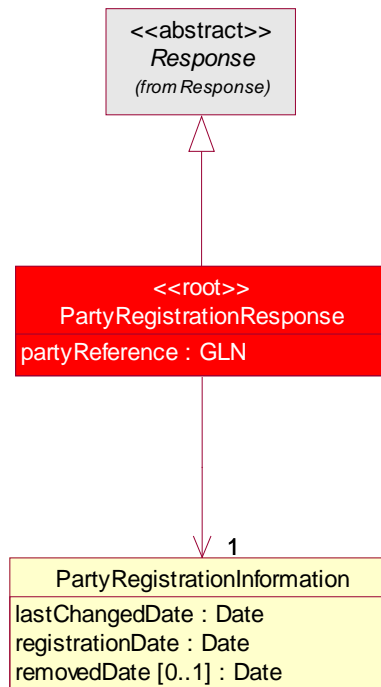 <<abstract>>
Response
(from Response)
<<root>>
PartyRegistrationResponse
partyReference : GLN
1
PartyRegistrationInformation
lastChangedDate : Date
registrationDate : Date
removedDate [0..1] : Date